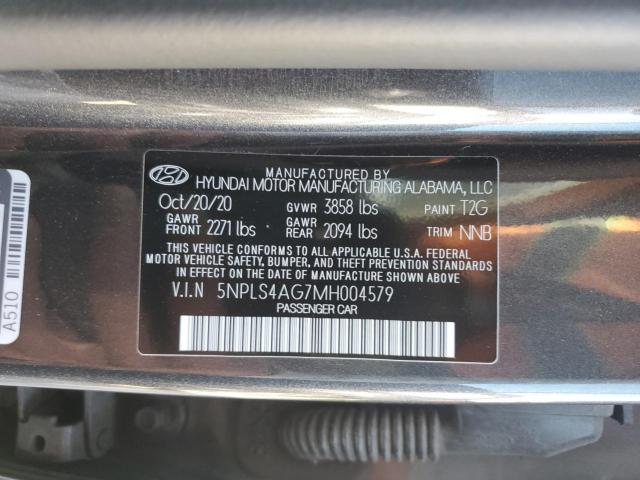 MANUFACTURED BY
HYUNDAI MOTOR MANUFACTURING ALABAMA, LLC
Oct/20/20 GVWR 3858 lbs PAINT T2G
GAWR FRONT 2271 lbs GAWR REAR 2094 lbs TRIM NNB
THIS VEHICLE CONFORMS TO ALL APPLICABLE U.S.A. FEDERAL
MOTOR VEHICLE SAFETY, BUMPER, AND THEFT PREVENTION
STANDARDS IN EFFECT ON THE DATE OF MANUFACTURE SHOWN ABOVE
V.I.N 5NPLS4AG7MH004579
PASSENGER CAR
A510